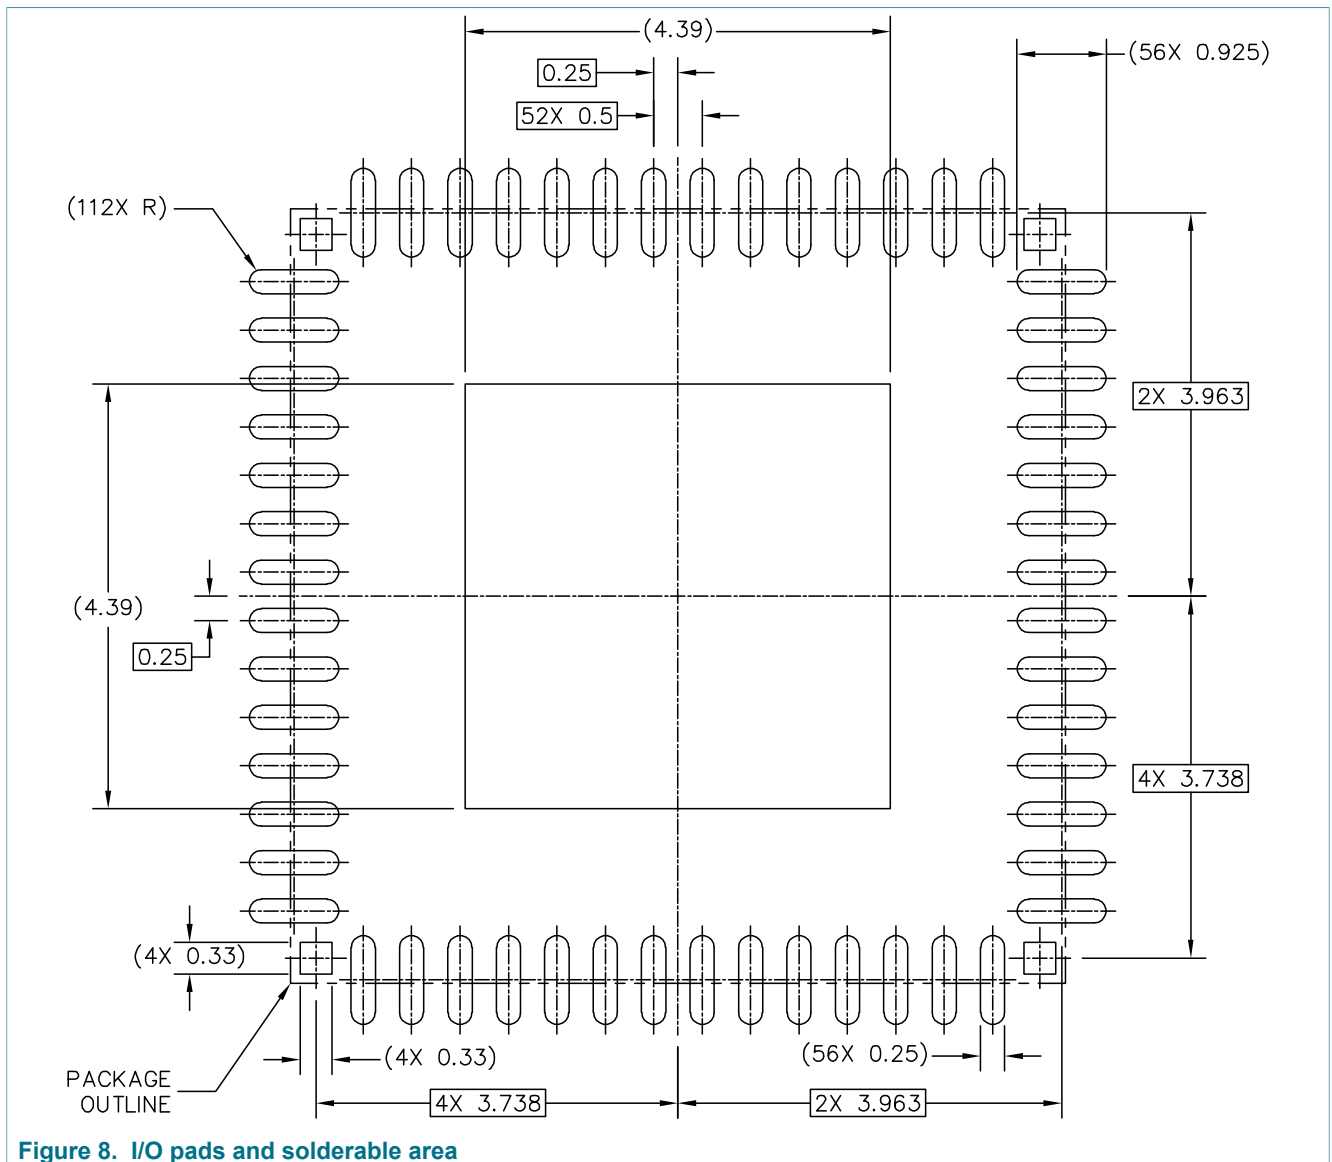 (4.39)
(56X 0.925)
0.25
52X 0.5
(112X R)
2X 3.963
(4.39)
0.25
4X 3.738
(4X 0.33)
(4X 0.33)
(56X 0.25)
PACKAGE
OUTLINE
4X 3.738
2X 3.963
Figure 8. I/O pads and solderable area